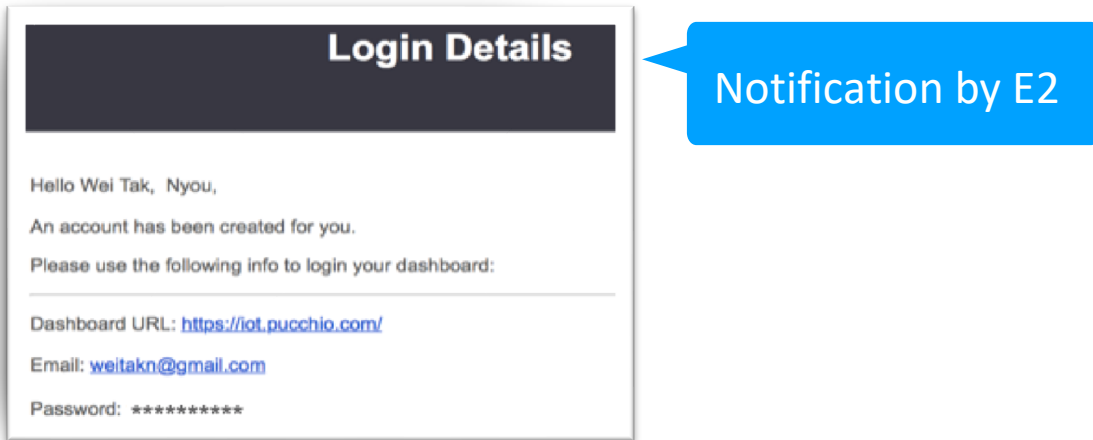 Login Details
Notification by E2
Hello Wei Tak,  Nyou,
An account has been created for you.
Please use the following info to login your dashboard:
Dashboard URL: https://iot.pucchio.com/
Email: weitakn@gmail.com
Password: **********